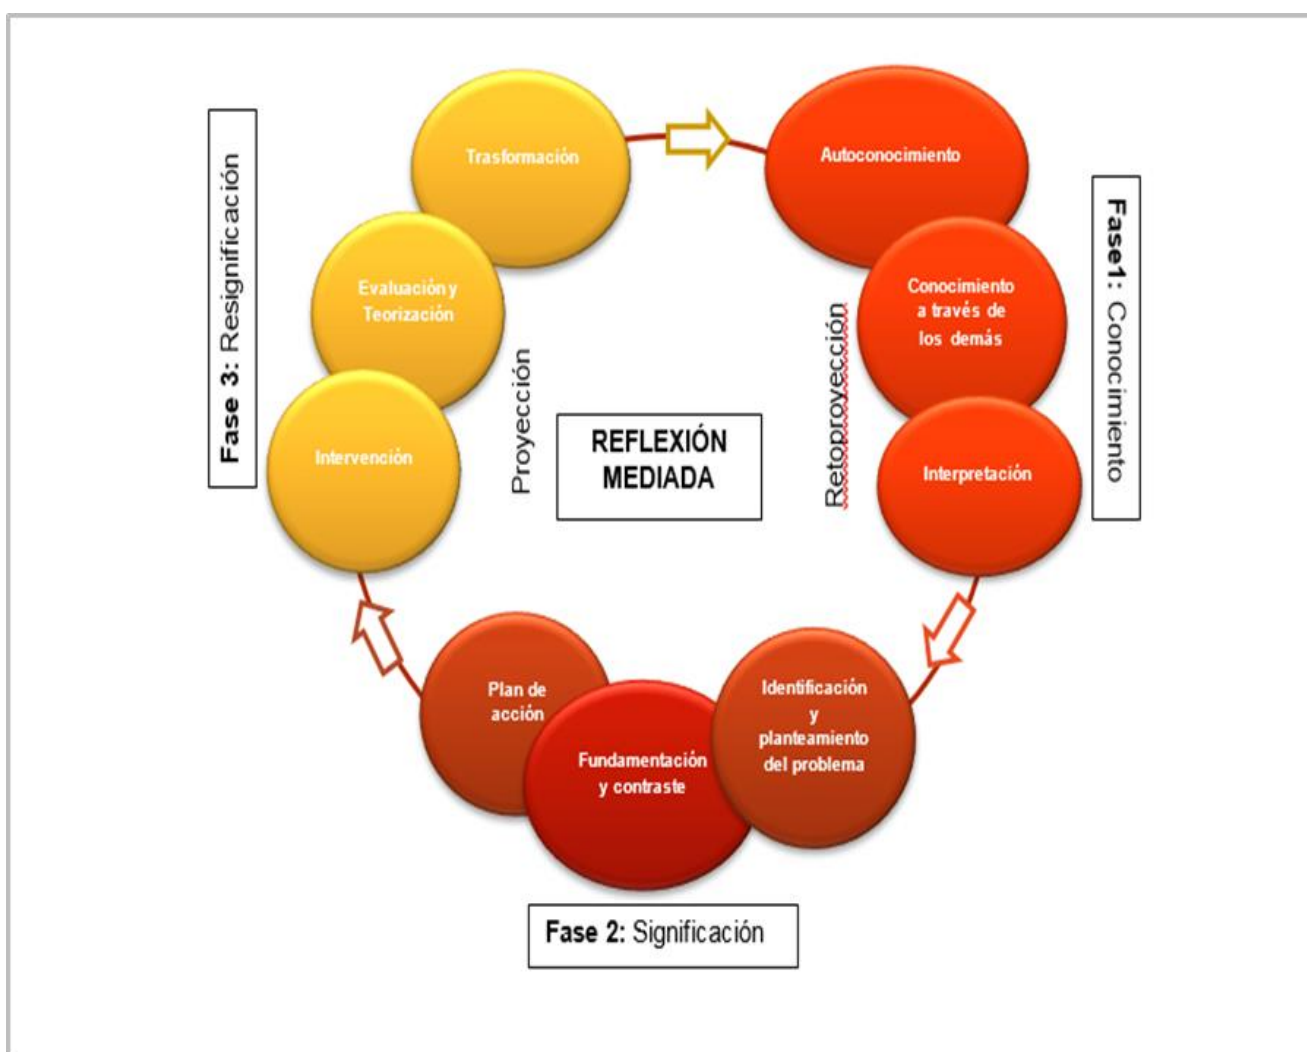 Trasformación
Autoconocimiento
Fase1: Conocimiento
Conocimiento
a través de
los demás
Interpretación
Retoproyección
REFLEXIÓN
MEDIADA
Proyección
Identificación
y
planteamiento
del problema
Fundamentación
y contraste
Plan de
acción
Fase 2: Significación
Intervención
Evaluación y
Teorización
Fase 3: Resignificación